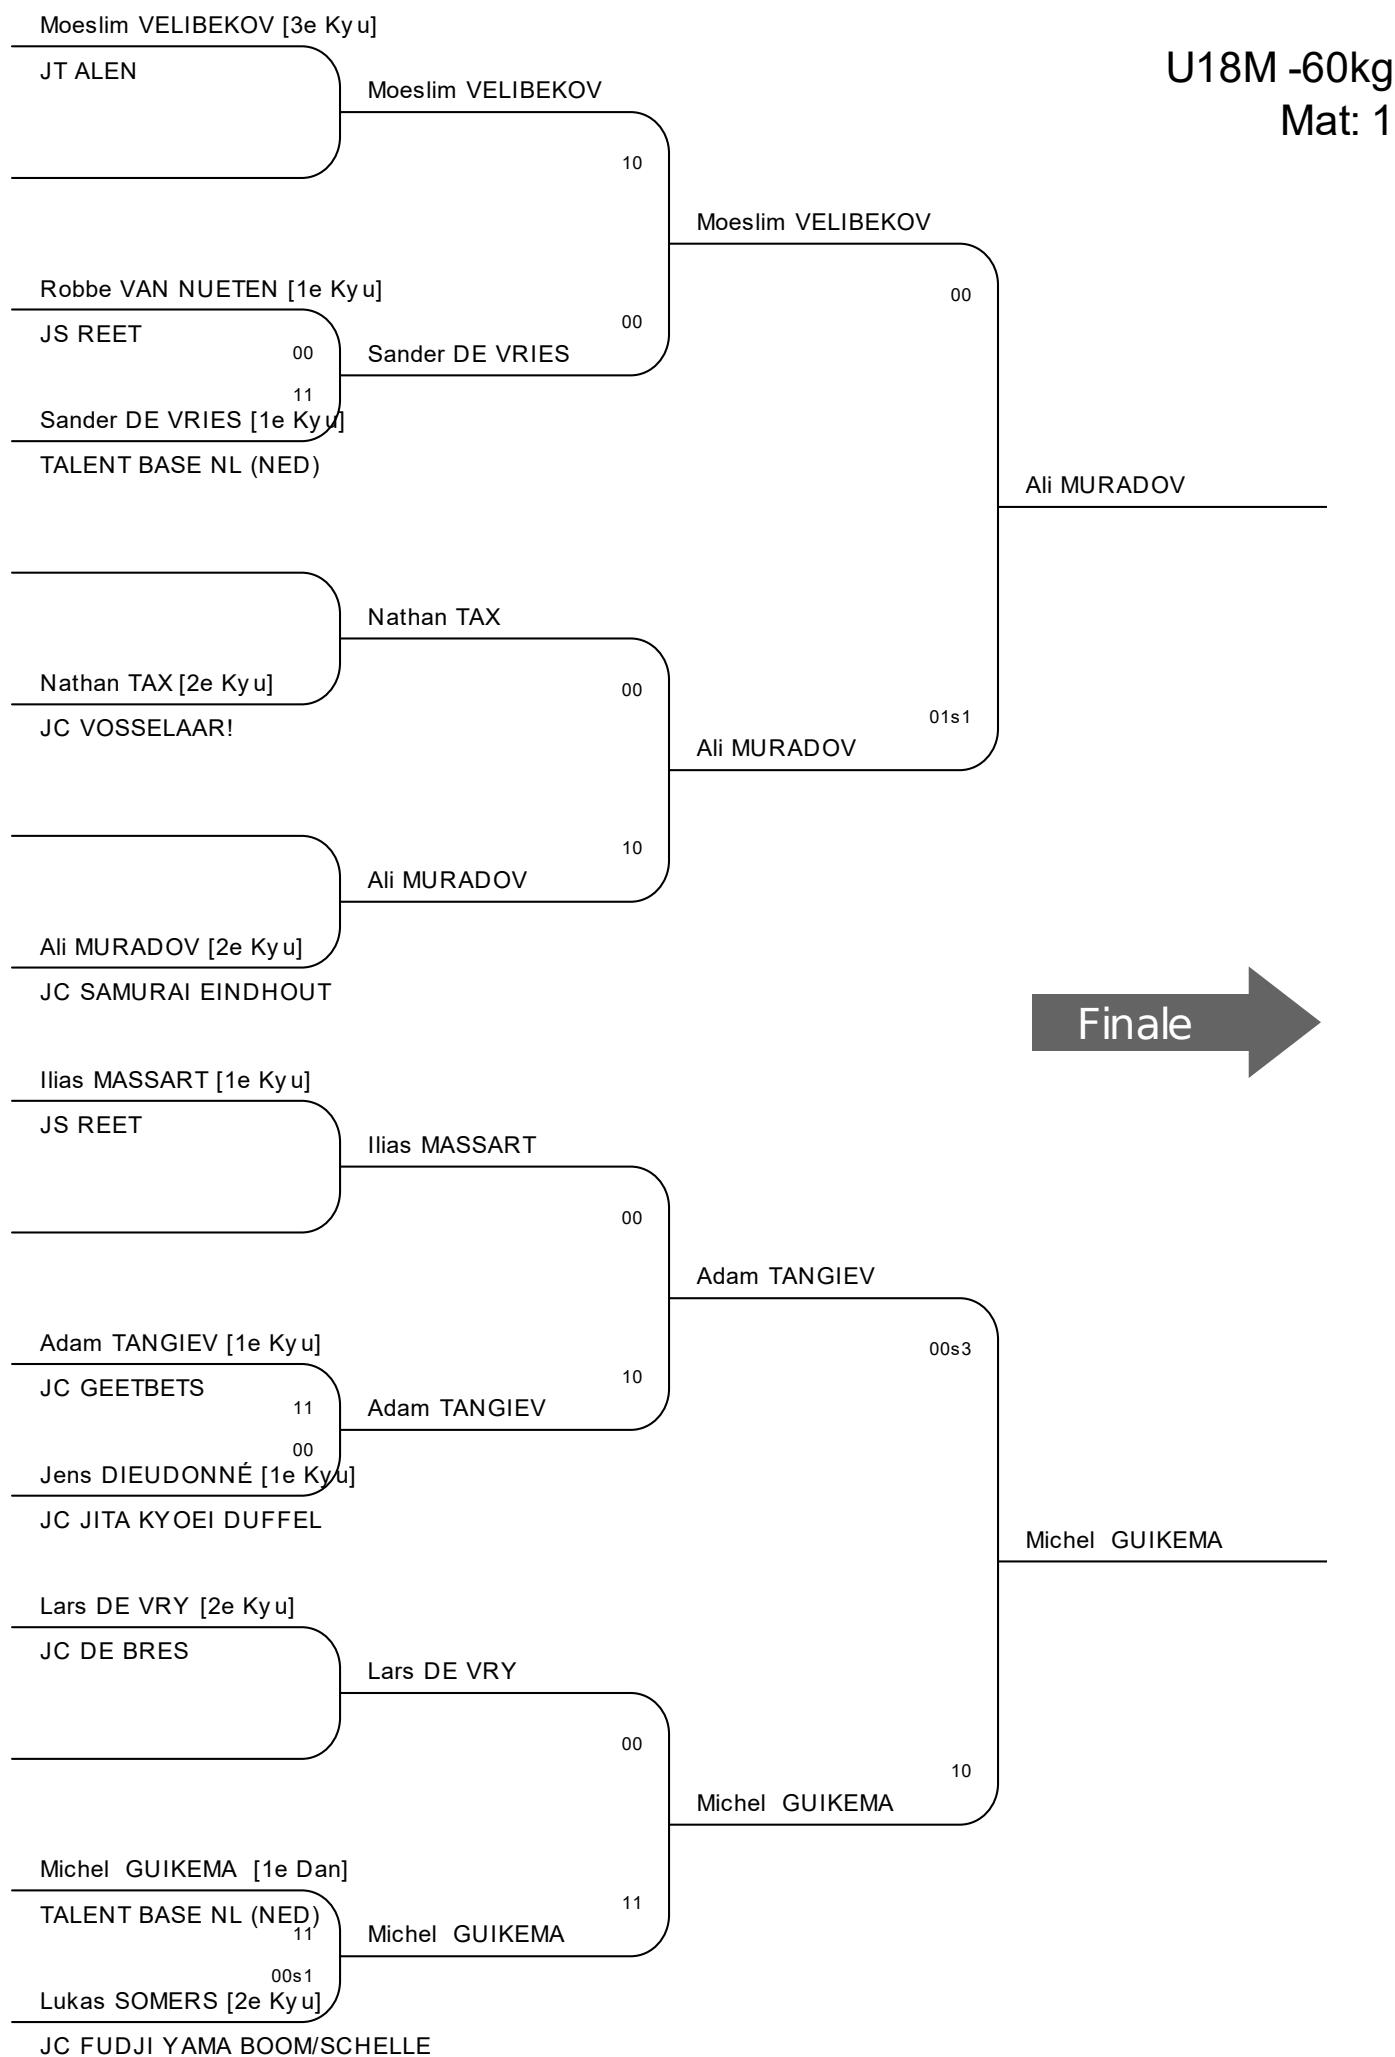 Moeslim VELIBEKOV [3e Kyu]
JT ALEN
U18M -60kg
Mat: 1
Moeslim VELIBEKOV
10
Moeslim VELIBEKOV
Robbe VAN NUETEN [1e Kyu]
00
JS REET
00
00
Sander DE VRIES
11
Sander DE VRIES [1e Kyu]
TALENT BASE NL (NED)
Ali MURADOV
Nathan TAX
Nathan TAX [2e Kyu]
00
JC VOSSELAAR!
01s1
Ali MURADOV
10
Ali MURADOV
Ali MURADOV [2e Kyu]
JC SAMURAI EINDHOUT
Finale
Ilias MASSART [1e Kyu]
JS REET
Ilias MASSART
00
Adam TANGIEV
Adam TANGIEV [1e Kyu]
00s3
JC GEETBETS
10
11
Adam TANGIEV
00
Jens DIEUDONNÉ [1e Kyu]
JC JITA KYOEI DUFFEL
Michel GUIKEMA
Lars DE VRY [2e Kyu]
JC DE BRES
Lars DE VRY
00
10
Michel GUIKEMA
Michel GUIKEMA [1e Dan]
11
TALENT BASE NL (NED)
11
Michel GUIKEMA
00s1
Lukas SOMERS [2e Kyu]
JC FUDJI YAMA BOOM/SCHELLE